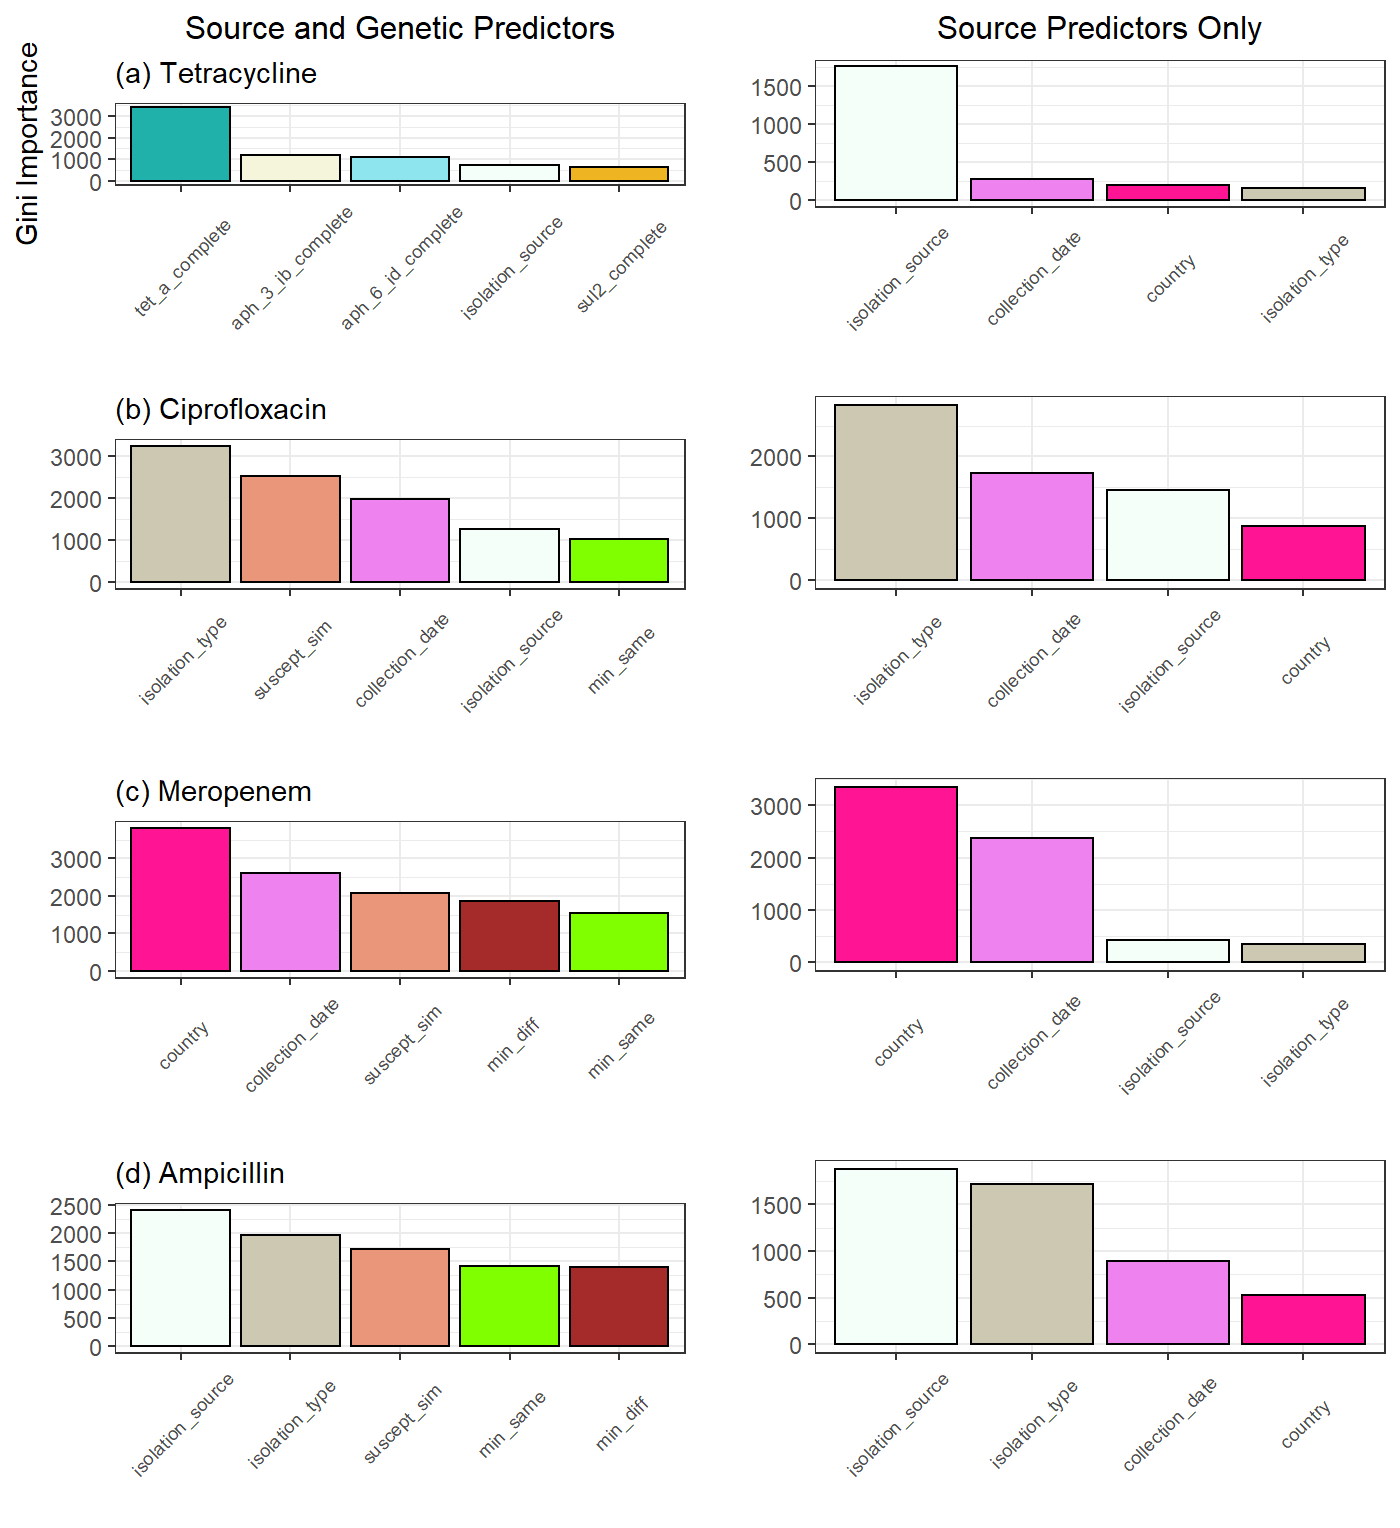 Source and Genetic Predictors
Source Predictors Only
Gini Importance
(a) Tetracycline
3000
2000
1000
0
tet_a_complete
aph_3_ib_complete
aph_6_id_complete
isolation_source
sul2_complete
1500
1000
500
0
isolation_source
collection_date
country
isolation_type
(b) Ciprofloxacin
3000
2000
1000
0
isolation_type
suscept_sim
collection_date
isolation_source
min_same
2000
1000
0
isolation_type
collection_date
isolation_source
country
(c) Meropenem
3000
2000
1000
0
country
collection_date
suscept_sim
min_diff
min_same
3000
2000
1000
0
country
collection_date
isolation_source
isolation_type
(d) Ampicillin
2500
2000
1500
1000
500
0
isolation_source
isolation_type
suscept_sim
min_same
min_diff
1500
1000
500
0
isolation_source
isolation_type
collection_date
country